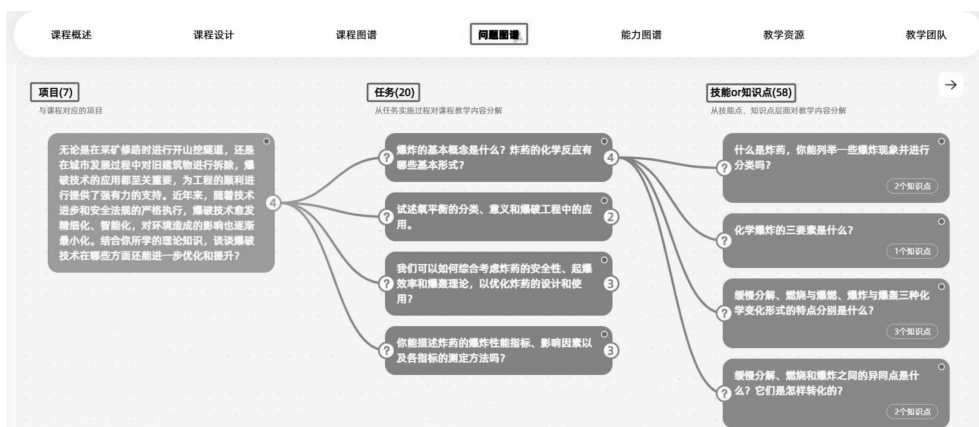 课程概述 课程设计 课程图谱 问题图谱 能力图谱 教学资源 教学团队
项目(7)
与课程对应的项目
无论是在采矿修路时进行开山挖隧道，还是
在城市发展过程中对旧建筑物进行拆除，爆
破技术的应用都至关重要，为工程的顺利进
行提供了强有力的支持。近年来，随着技术
进步和安全法规的严格执行，爆破技术愈发
精细化、智能化，对环境造成的影响也逐渐
最小化。结合你所学的理论知识，谈谈爆破
技术在哪些方面还能进一步优化和提升？
4
任务(20)
从任务实施过程对课程教学内容分解
?
爆炸的基本概念是什么？炸药的化学反应有
哪些基本形式？
4
?
试述氧平衡的分类、意义和爆破工程中的应
用。
2
?
我们可以如何综合考虑炸药的安全性、起爆
效率和爆轰理论，以优化炸药的设计和使
用？
3
?
你能描述炸药的爆炸性能指标、影响因素以
及各指标的测定方法吗？
3
技能or知识点(58)
从技能点、知识点层面对教学内容分解
?
什么是炸药，你能列举一些爆炸现象并进行
分类吗？
2个知识点
?
化学爆炸的三要素是什么？
1个知识点
?
缓慢分解、燃烧与爆燃、爆炸与爆轰三种化
学变化形式的特点分别是什么？
3个知识点
?
缓慢分解、燃烧和爆炸之间的异同点是什
么？它们是怎样转化的？
2个知识点